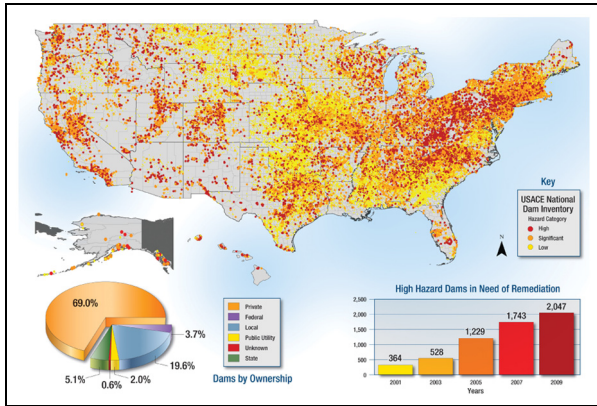 Key
USACE National
Dam Inventory
Hazard Category
High
Significant
Low
N
69.0%
3.7%
19.6%
2.0%
0.6%
5.1%
Private
Federal
Local
Public Utility
Unknown
State
Dams by Ownership
High Hazard Dams in Need of Remediation
2,500
2,000
1,500
1,000
500
0
364
528
1,229
1,743
2,047
2001
2003
2005
2007
2009
Years